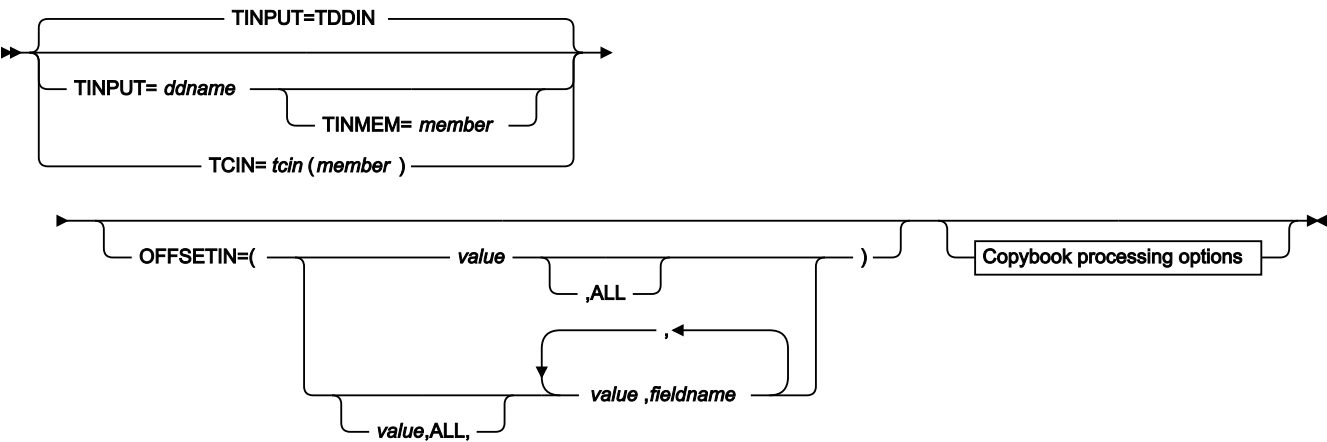 TINPUT=TDDIN
TINPUT= ddname
TINMEM= member
TCIN= tcin (member )
OFFSETIN=( value )
,ALL
,
value ,fieldname
value,ALL,
Copybook processing options